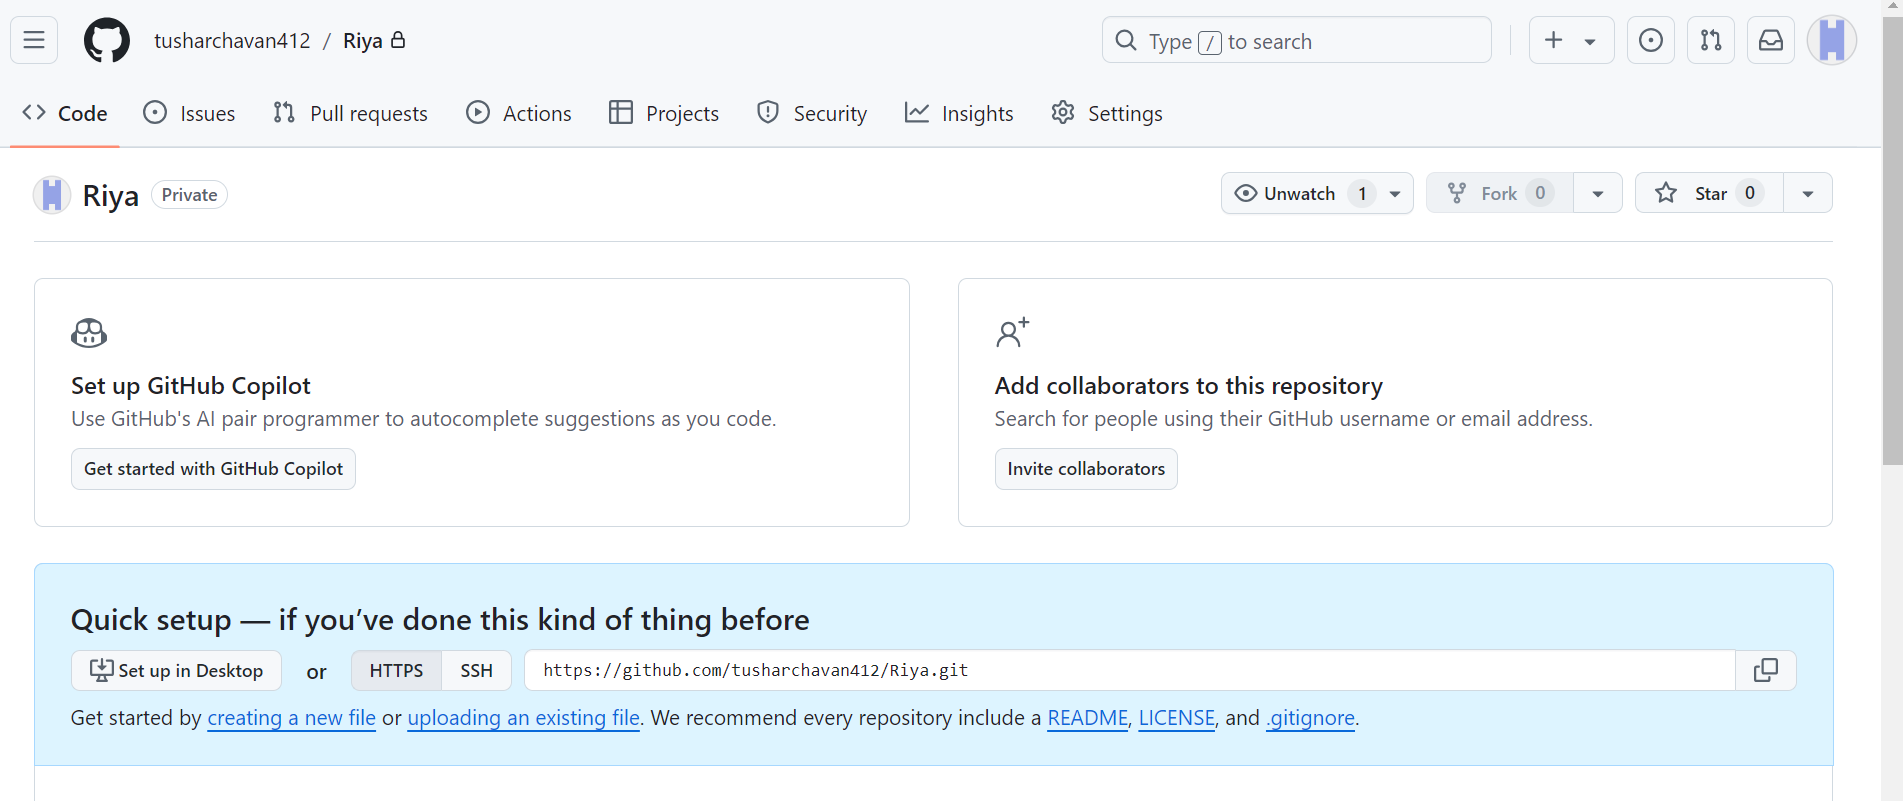 tusharchavan412 / Riya
Type / to search
Code Issues Pull requests Actions Projects Security Insights Settings
Riya Private
Unwatch 1 Fork 0 Star 0
Set up GitHub Copilot
Use GitHub's AI pair programmer to autocomplete suggestions as you code.
Get started with GitHub Copilot
Add collaborators to this repository
Search for people using their GitHub username or email address.
Invite collaborators
Quick setup — if you’ve done this kind of thing before
Set up in Desktop or HTTPS SSH https://github.com/tusharchavan412/Riya.git
Get started by creating a new file or uploading an existing file. We recommend every repository include a README, LICENSE, and .gitignore.